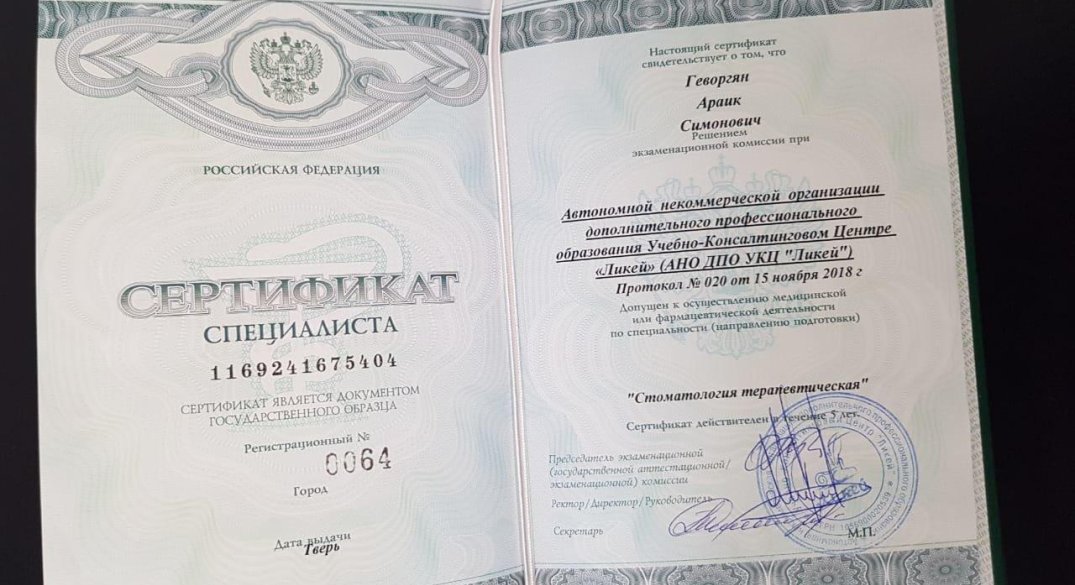 РОССИЙСКАЯ ФЕДЕРАЦИЯ
СЕРТИФИКАТ
СПЕЦИАЛИСТА
1169241675404
СЕРТИФИКАТ ЯВЛЯЕТСЯ ДОКУМЕНТОМ
ГОСУДАРСТВЕННОГО ОБРАЗЦА
Регистрационный №
0064
Город
Дата выдачи
Тверь
Настоящий сертификат
свидетельствует о том, что
Геворгян
Араик
Симонович
Решением
экзаменационной комиссии при
Автономной некоммерческой организации
дополнительного профессионального
образования Учебно-Консалтинговом Центре
«Ликей» (АНО ДПО УКЦ "Ликей")
Протокол № 020 от 15 ноября 2018 г
Допущен к осуществлению медицинской
или фармацевтической деятельности
по специальности (направлению подготовки)
"Стоматология терапевтическая"
Сертификат действителен в течение 5 лет.
Председатель экзаменационной
(государственной аттестационной/
экзаменационной) комиссии
Ректор/Директор/Руководитель
Секретарь
М.П.